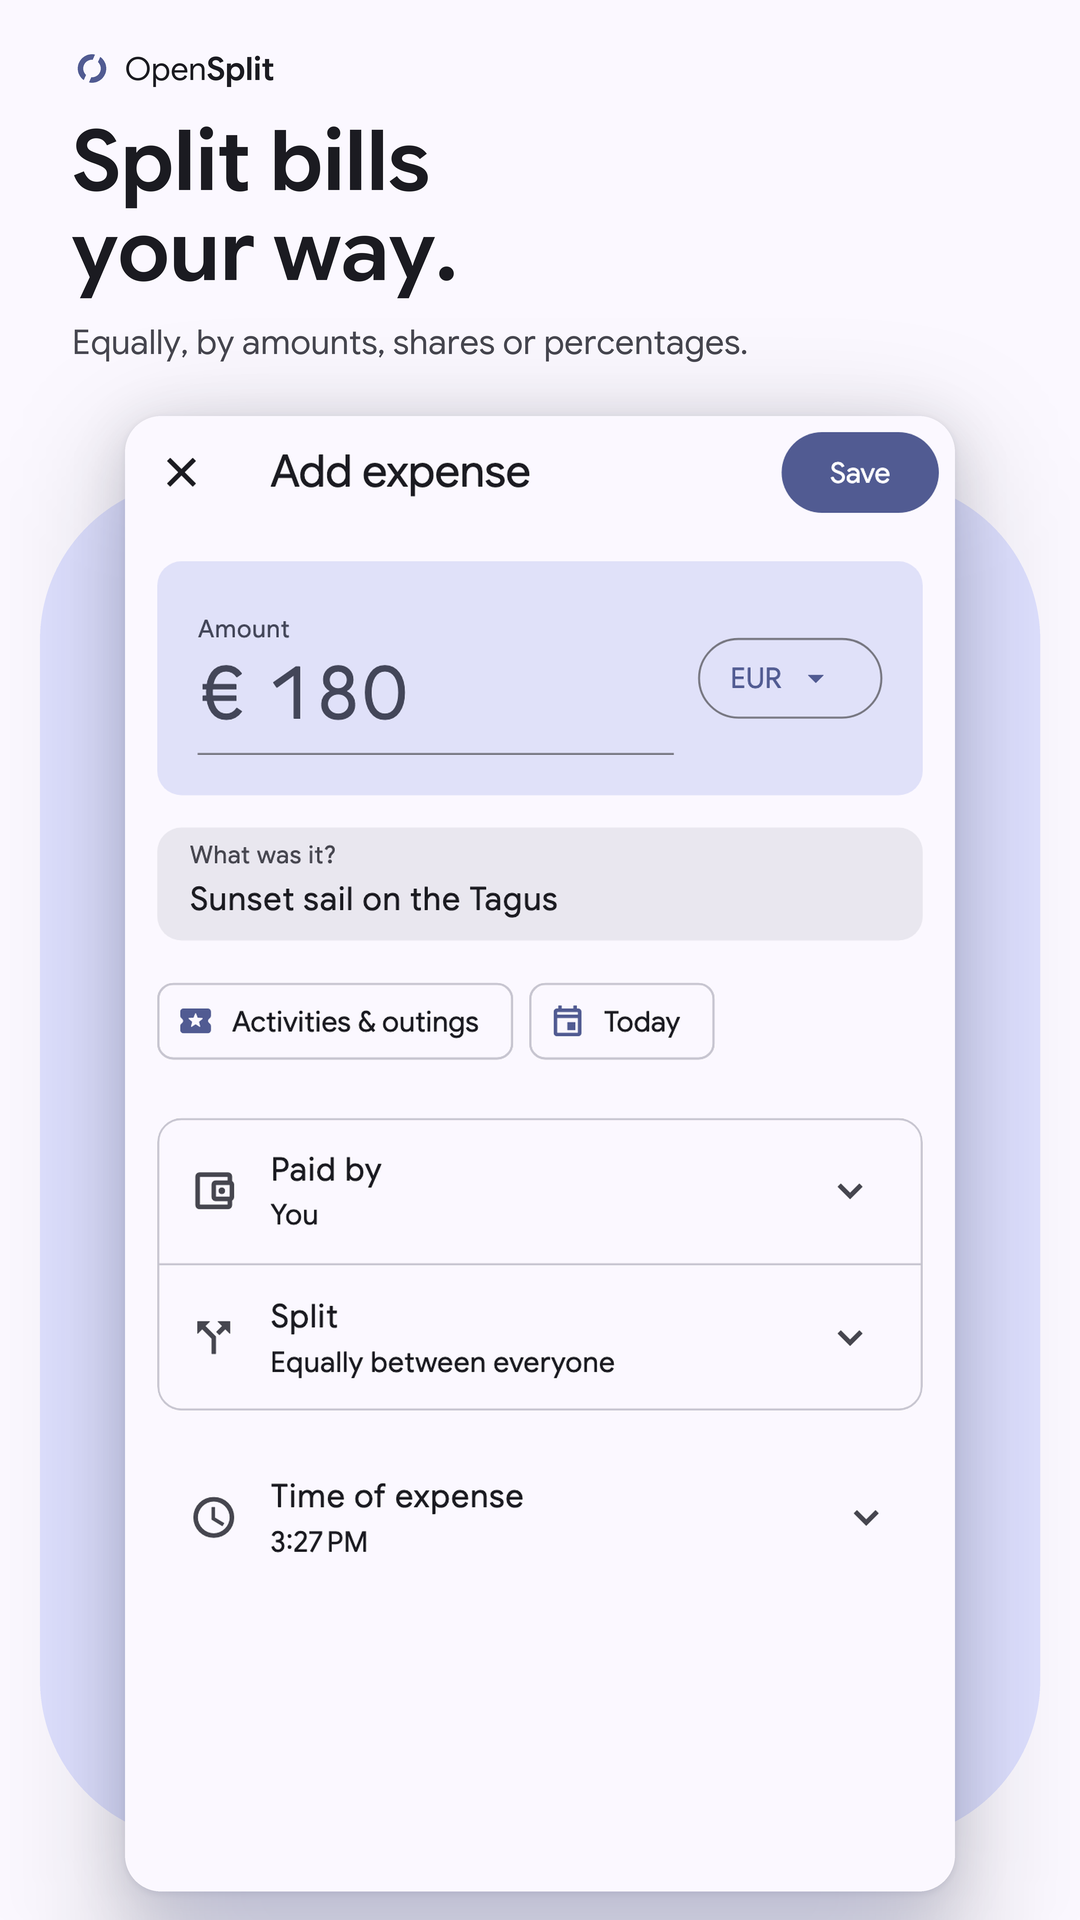 OpenSplit
Split bills
your way.
Equally, by amounts, shares or percentages.
Add expense
Save
Amount
€ 180
EUR
What was it?
Sunset sail on the Tagus
Activities & outings
Today
Paid by
You
Split
Equally between everyone
Time of expense
3:27 PM